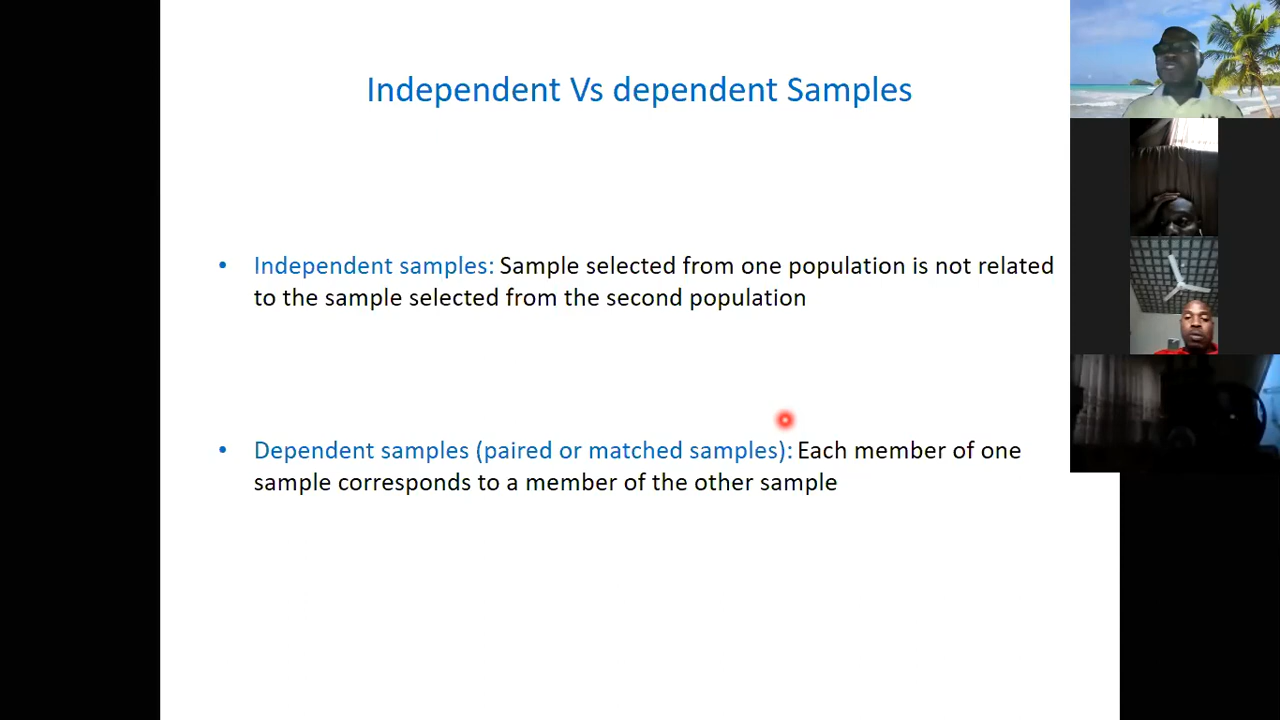 Independent Vs dependent Samples
• Independent samples: Sample selected from one population is not related
to the sample selected from the second population
• Dependent samples (paired or matched samples): Each member of one
sample corresponds to a member of the other sample